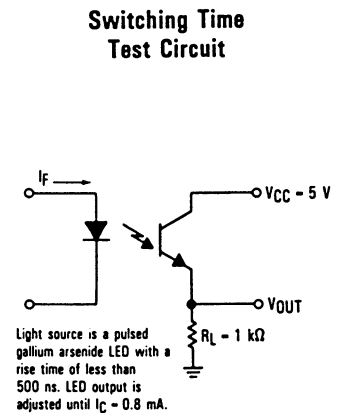 Switching Time
Test Circuit
IF
VCC - 5 V
VOUT
RL - 1 kΩ
Light source is a pulsed
gallium arsenide LED with a
rise time of less than
500 ns. LED output is
adjusted until IC - 0.8 mA.